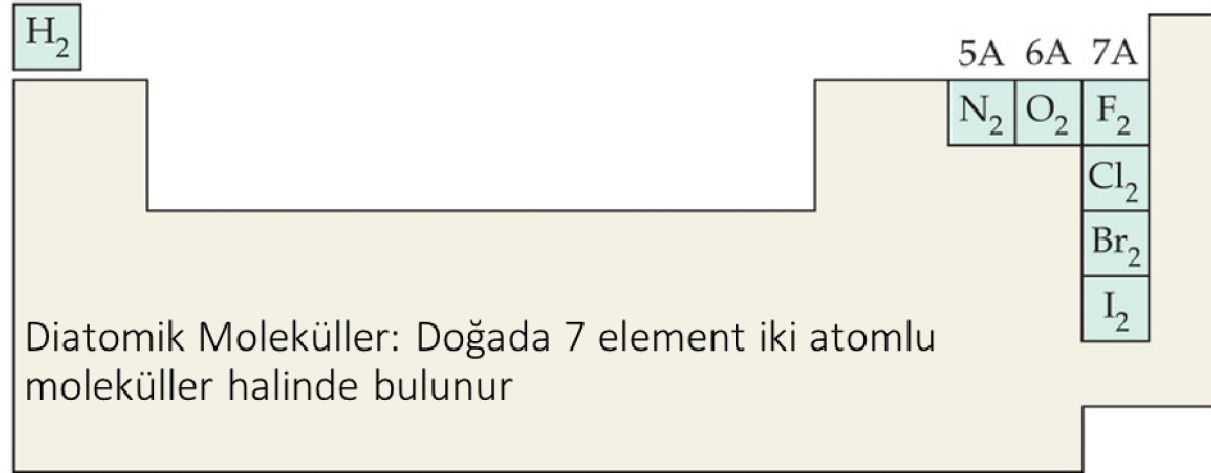 H₂
5A 6A 7A
N₂ O₂ F₂
Cl₂
Br₂
I₂
Diatomik Moleküller: Doğada 7 element iki atomlu
moleküller halinde bulunur